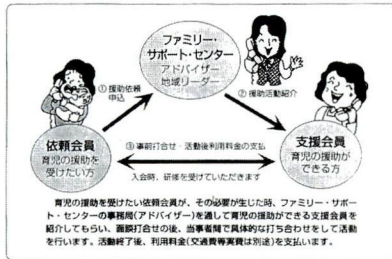 ファミリー・
サポート・センター
アドバイザー
地域リーダー
①援助依頼
申込
②援助活動紹介
依頼会員
育児の援助を
受けたい方
③事前打合せ・活動後利用料金の支払
入会時、研修を受けていただきます
支援会員
育児の援助が
できる方
育児の援助を受けたい依頼会員が、その必要が生じた時、ファミリー・サポー
ト・センターの事務局(アドバイザー)を通して育児の援助ができる支援会員を
紹介してもらい、面談打合せの後、当事者間で具体的な打ち合わせをして活動
を行います。活動終了後、利用料金(交通費等実費は別途)を支払います。